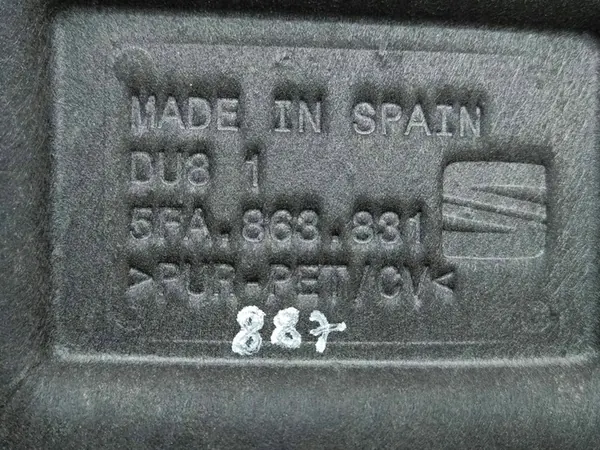 MADE IN SPAIN
DU8 1
5FA.863.831
>PUR-PET/CV<
887